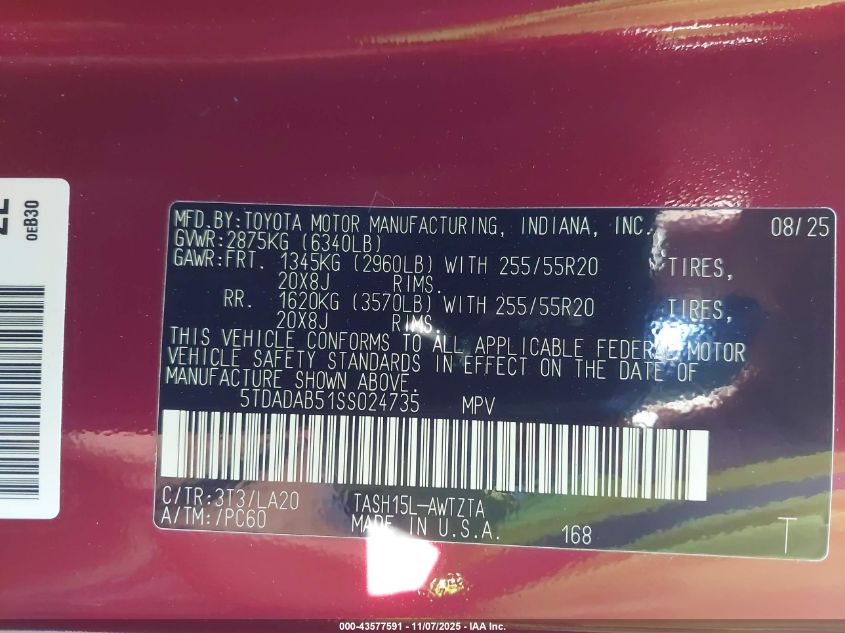 0EB30
MFD.BY:TOYOTA MOTOR MANUFACTURING, INDIANA, INC. 08/25
GVWR:2875KG (6340LB)
GAWR:FRT. 1345KG (2960LB) WITH 255/55R20 TIRES,
20X8J RIMS.
RR. 1620KG (3570LB) WITH 255/55R20 TIRES,
20X8J RIMS.
THIS VEHICLE CONFORMS TO ALL APPLICABLE FEDERAL MOTOR
VEHICLE SAFETY STANDARDS IN EFFECT ON THE DATE OF
MANUFACTURE SHOWN ABOVE.
5TDADAB51SS024735 MPV
C/TR:3T3/LA20 TASH15L-AWTZTA
A/TM:/PC60 MADE IN U.S.A. 168 T
000-43577591 - 11/07/2025 - IAA Inc.